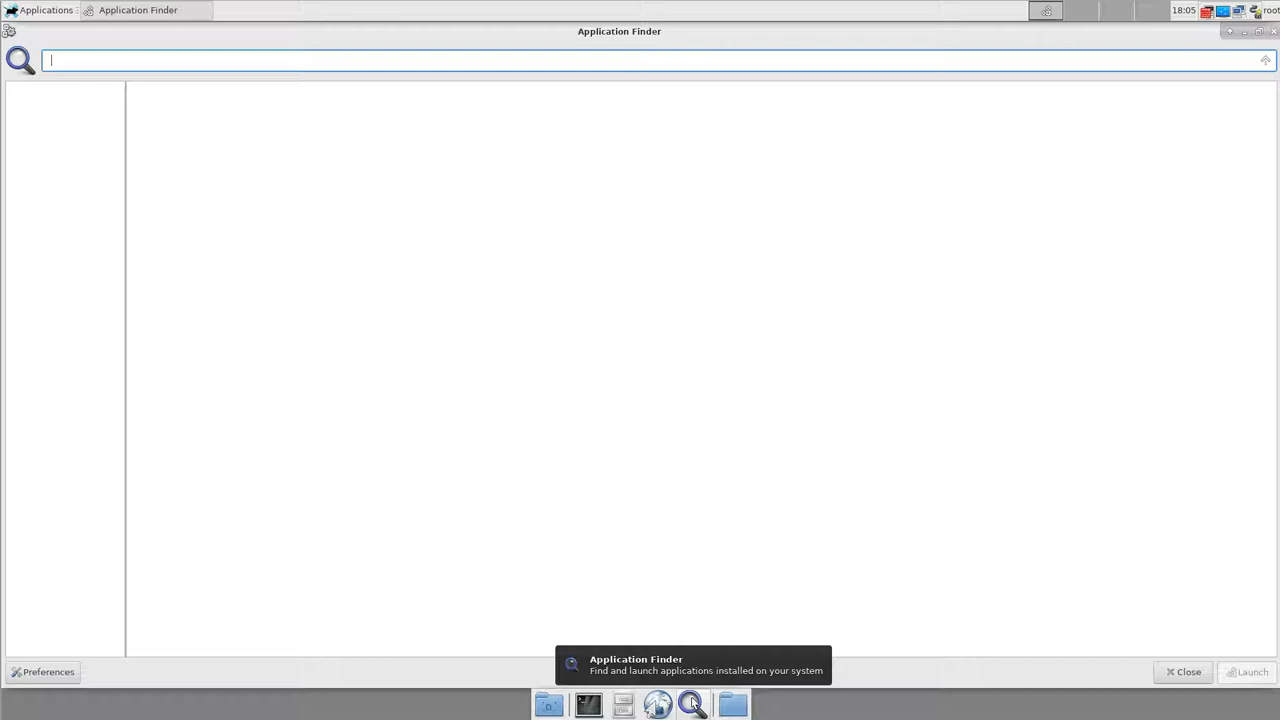 Applications
Application Finder
18:05
root
Application Finder
Preferences
Application Finder
Find and launch applications installed on your system
Close
Launch